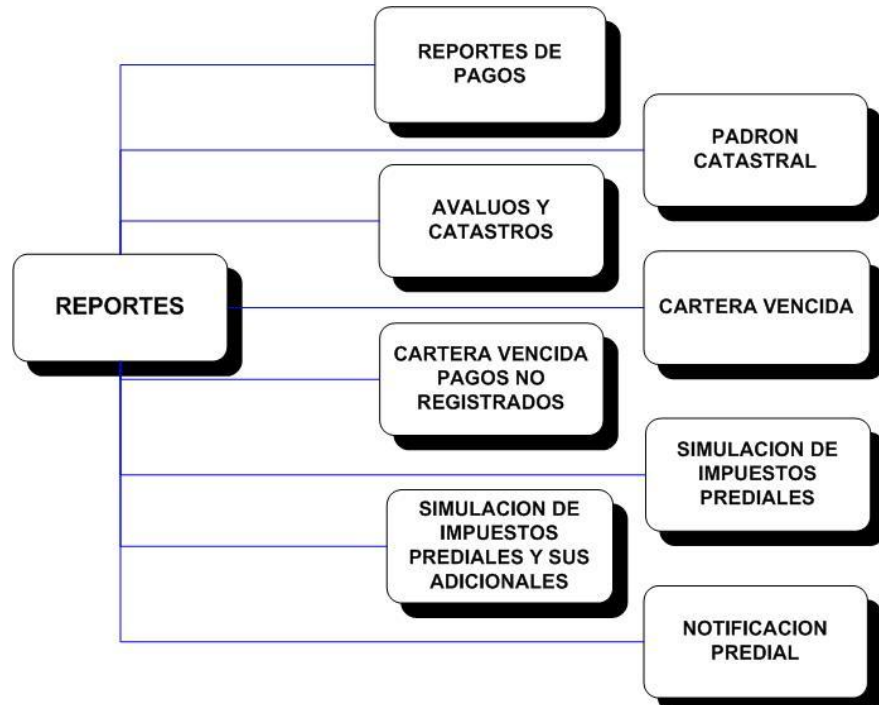 REPORTES DE
PAGOS
PADRON
CATASTRAL
AVALUOS Y
CATASTROS
REPORTES
CARTERA VENCIDA
CARTERA VENCIDA
PAGOS NO
REGISTRADOS
SIMULACION DE
IMPUESTOS
PREDIALES
SIMULACION DE
IMPUESTOS
PREDIALES Y SUS
ADICIONALES
NOTIFICACION
PREDIAL